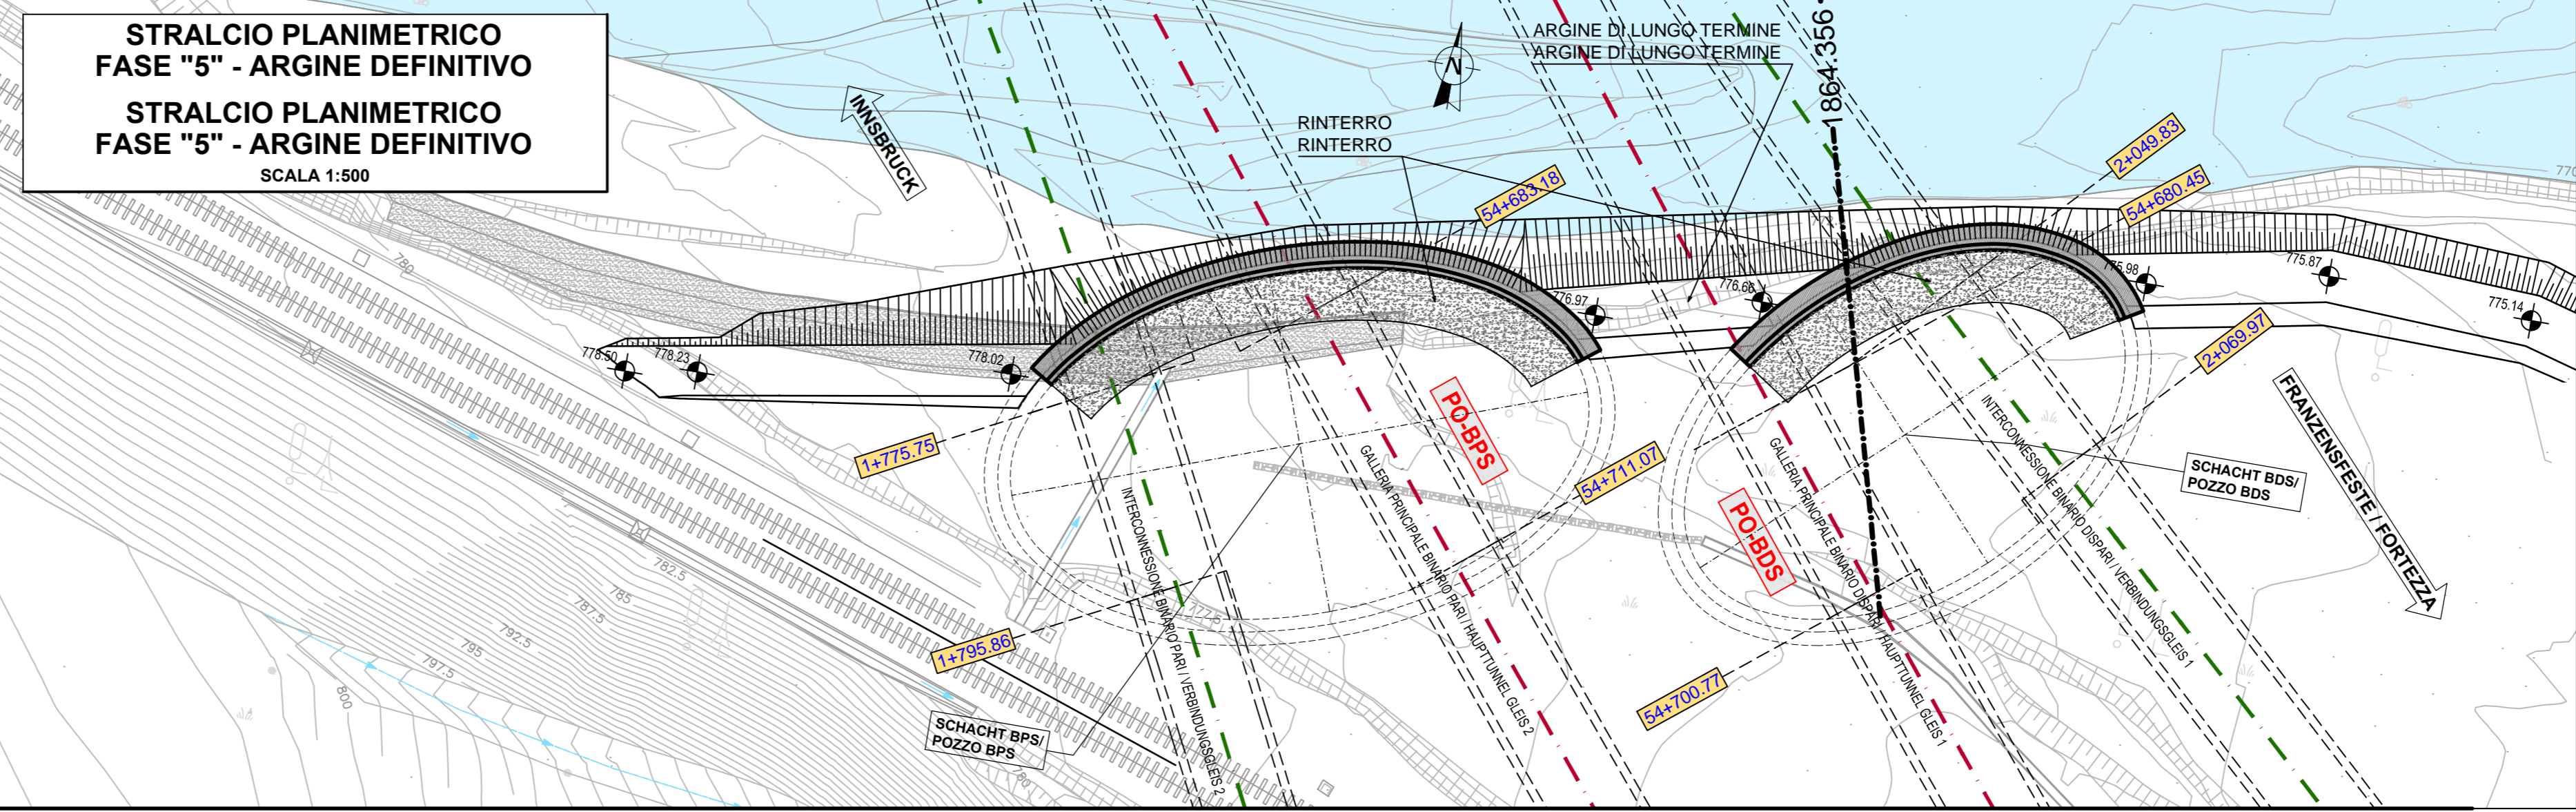 STRALCIO PLANIMETRICO
FASE "5" - ARGINE DEFINITIVO
STRALCIO PLANIMETRICO
FASE "5" - ARGINE DEFINITIVO
SCALA 1:500
INNSBRUCK
N
ARGINE DI LUNGO TERMINE
ARGINE DI LUNGO TERMINE
1864.356
RINTERRO
RINTERRO
54+683.18
2+049.83
54+680.45
780
778.50
778.23
778.02
776.97
776.66
775.98
775.87
775.14
2+069.97
1+775.75
PO-BPS
54+711.07
PO-BDS
SCHACHT BDS/
POZZO BDS
FRANZENSFESTE / FORTEZZA
INTERCONNESSIONE BINARIO PARI / VERBINDUNGSGLEIS 2
GALLERIA PRINCIPALE BINARIO PARI / HAUPTTUNNEL GLEIS 2
GALLERIA PRINCIPALE BINARIO DISPARI / HAUPTTUNNEL GLEIS 1
INTERCONNESSIONE BINARIO DISPARI / VERBINDUNGSGLEIS 1
782.5
785
787.5
792.5
795
797.5
800
777.5
1+795.86
54+700.77
SCHACHT BPS/
POZZO BPS